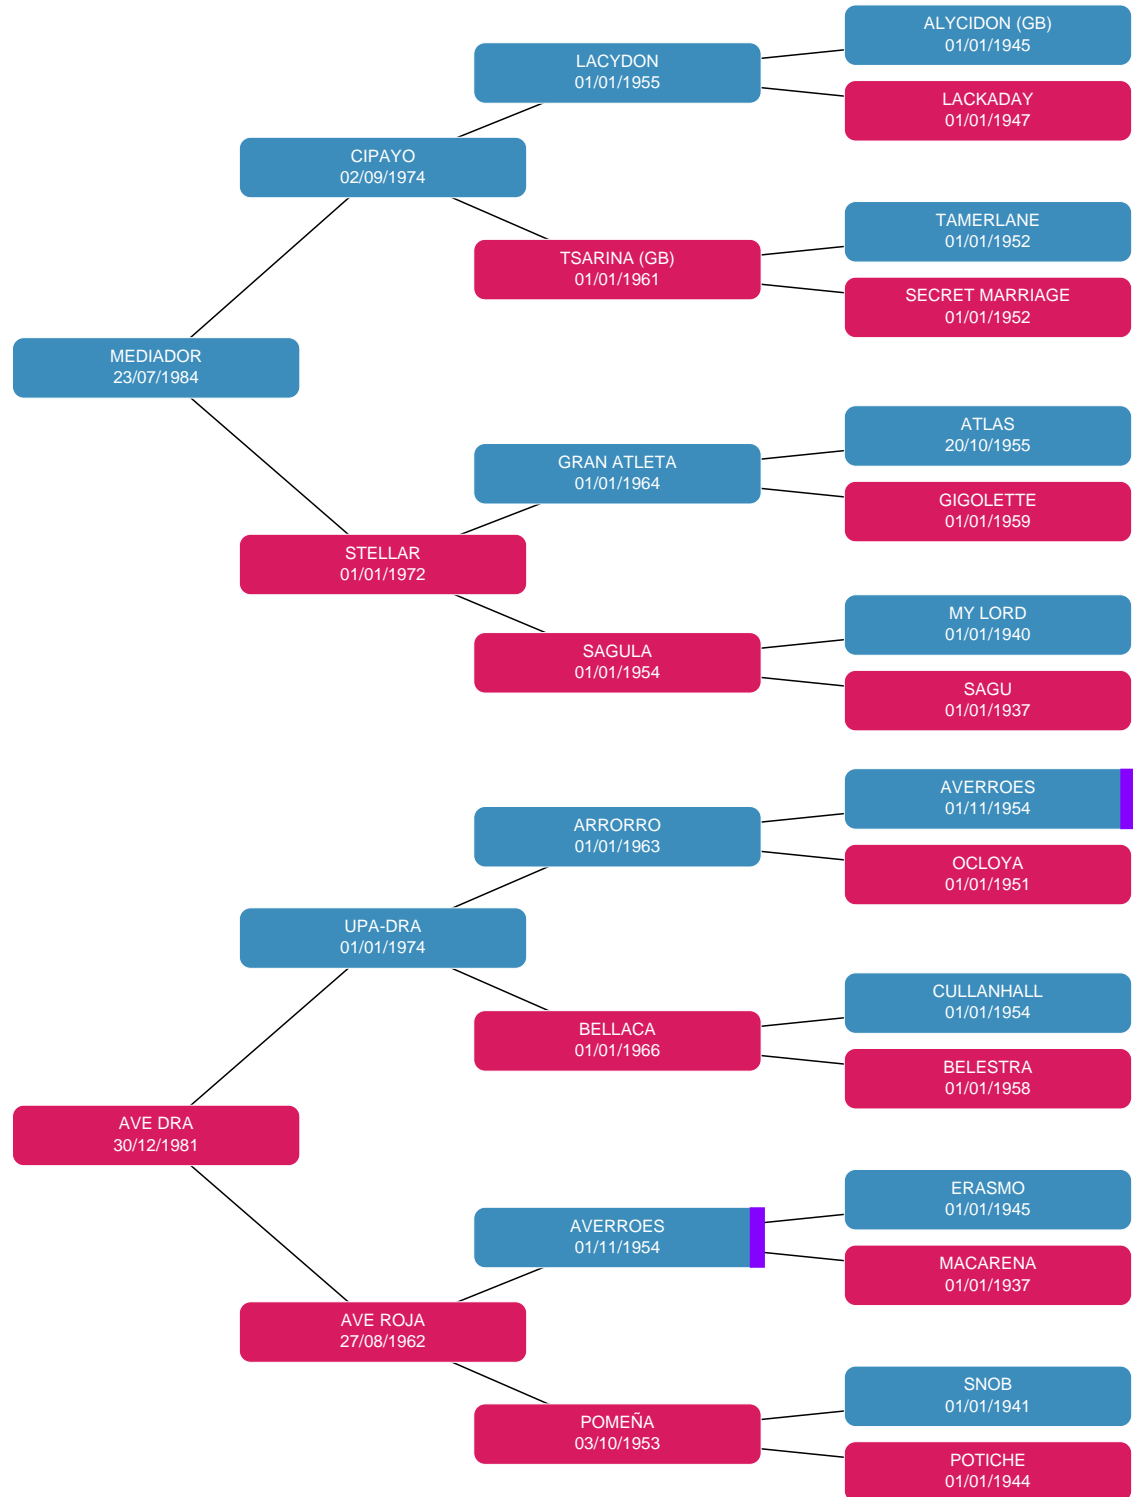 ALYCIDON (GB)
01/01/1945
LACYDON
01/01/1955
LACKADAY
01/01/1947
CIPAYO
02/09/1974
TAMERLANE
01/01/1952
TSARINA (GB)
01/01/1961
SECRET MARRIAGE
01/01/1952
MEDIADOR
23/07/1984
ATLAS
20/10/1955
GRAN ATLETA
01/01/1964
GIGOLETTE
01/01/1959
STELLAR
01/01/1972
MY LORD
01/01/1940
SAGULA
01/01/1954
SAGU
01/01/1937
AVERROES
01/11/1954
ARRORRO
01/01/1963
OCLOYA
01/01/1951
UPA-DRA
01/01/1974
CULLANHALL
01/01/1954
BELLACA
01/01/1966
BELESTRA
01/01/1958
AVE DRA
30/12/1981
ERASMO
01/01/1945
AVERROES
01/11/1954
MACARENA
01/01/1937
AVE ROJA
27/08/1962
SNOB
01/01/1941
POMEÑA
03/10/1953
POTICHE
01/01/1944